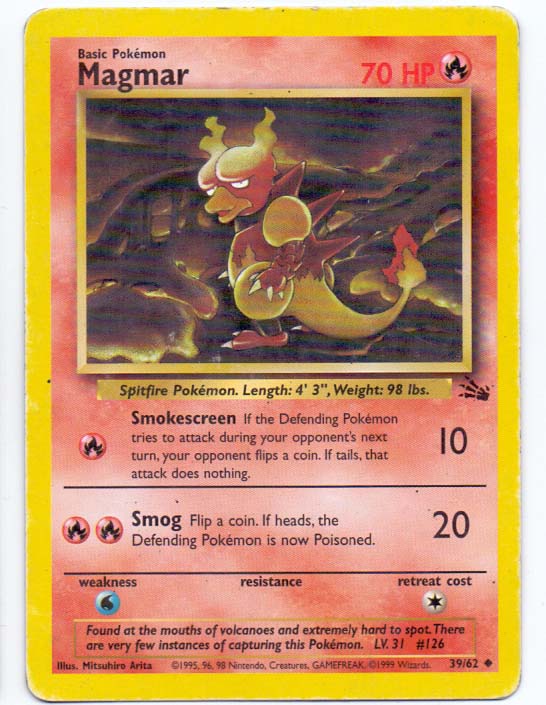 Basic Pokémon
Magmar 70 HP
Spitfire Pokémon. Length: 4' 3", Weight: 98 lbs.
Smokescreen If the Defending Pokémon
tries to attack during your opponent's next
turn, your opponent flips a coin. If tails, that
attack does nothing.
10
Smog Flip a coin. If heads, the
Defending Pokémon is now Poisoned.
20
weakness resistance retreat cost
Found at the mouths of volcanoes and extremely hard to spot. There
are very few instances of capturing this Pokémon. LV. 31 #126
Illus. Mitsuhiro Arita ©1995, 96, 98 Nintendo, Creatures, GAMEFREAK. ©1999 Wizards. 39/62